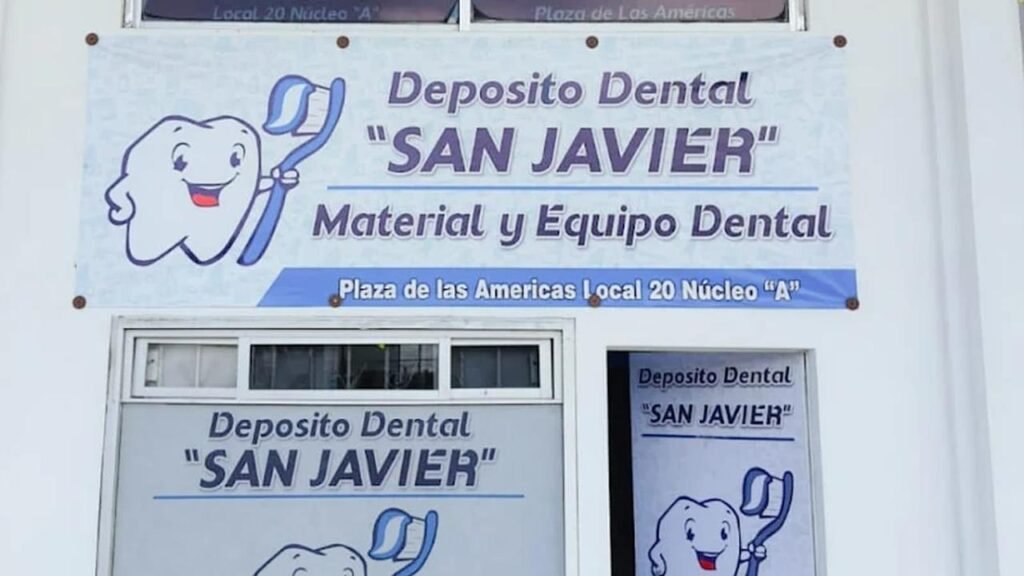 Local 20 Núcleo "A"
Plaza de Las Américas
Deposito Dental
"SAN JAVIER"
Material y Equipo Dental
Plaza de las Americas Local 20 Núcleo "A"
Deposito Dental
"SAN JAVIER"
Deposito Dental
"SAN JAVIER"